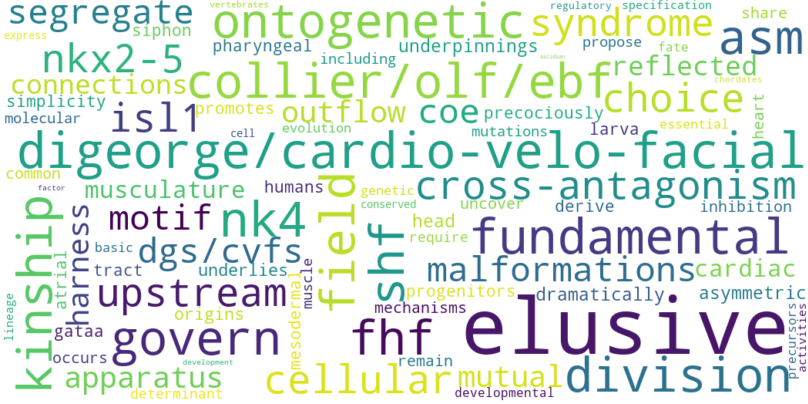 vertebrates
regulatory specification
segregate
ontogenetic
syndrome
share
asm
express
siphon
pharyngeal
underpinnings
propose
fate
ascidian
nkx2-5
including
reflected
chordates
connections
collier/olf/ebf
choice
simplicity
isl1
promotes
outflow
coe
precociously
heart
molecular
cell
evolution
mutations
larva
essential
digeorge/cardio-velo-facial
common
factor
musculature
humans
genetic
conserved
uncover
cross-antagonism
derive
inhibition
kinship
harness
motif
nk4
field
shf
head
require
fundamental
basic
dgs/cvfs
atrial
tract
underlies
muscle
mesodermal
malformations
cardiac
lineage
upstream
progenitors
dramatically
asymmetric
origins
mechanisms
elusive
gataa
govern
fhf
remain
precursors
activities
occurs
development
apparatus
cellular
mutual
division
determinant
developmental